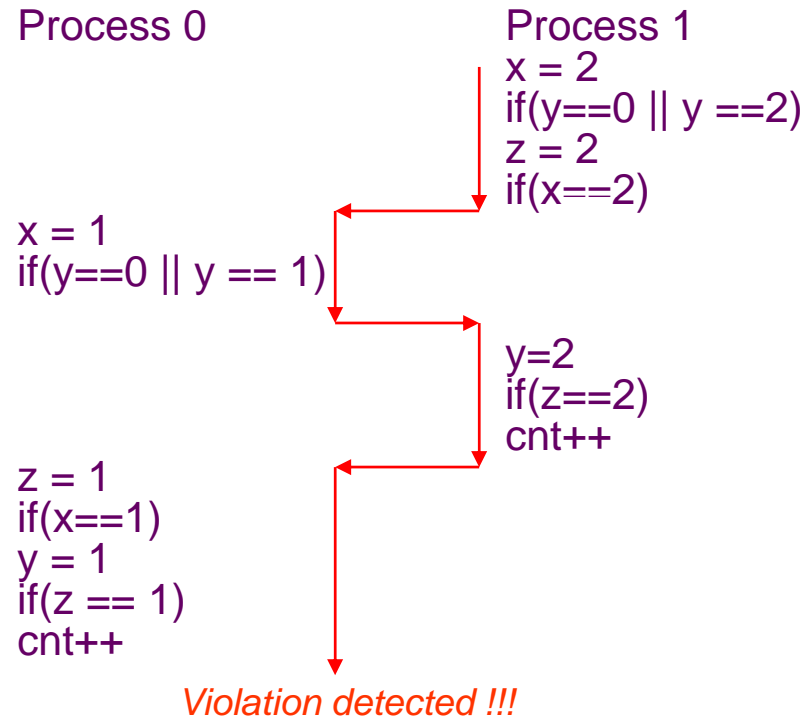 Process 0
Process 1
x = 2
if(y==0 || y ==2)
z = 2
if(x==2)
x = 1
if(y==0 || y == 1)
y=2
if(z==2)
cnt++
z = 1
if(x==1)
y = 1
if(z == 1)
cnt++
Violation detected !!!